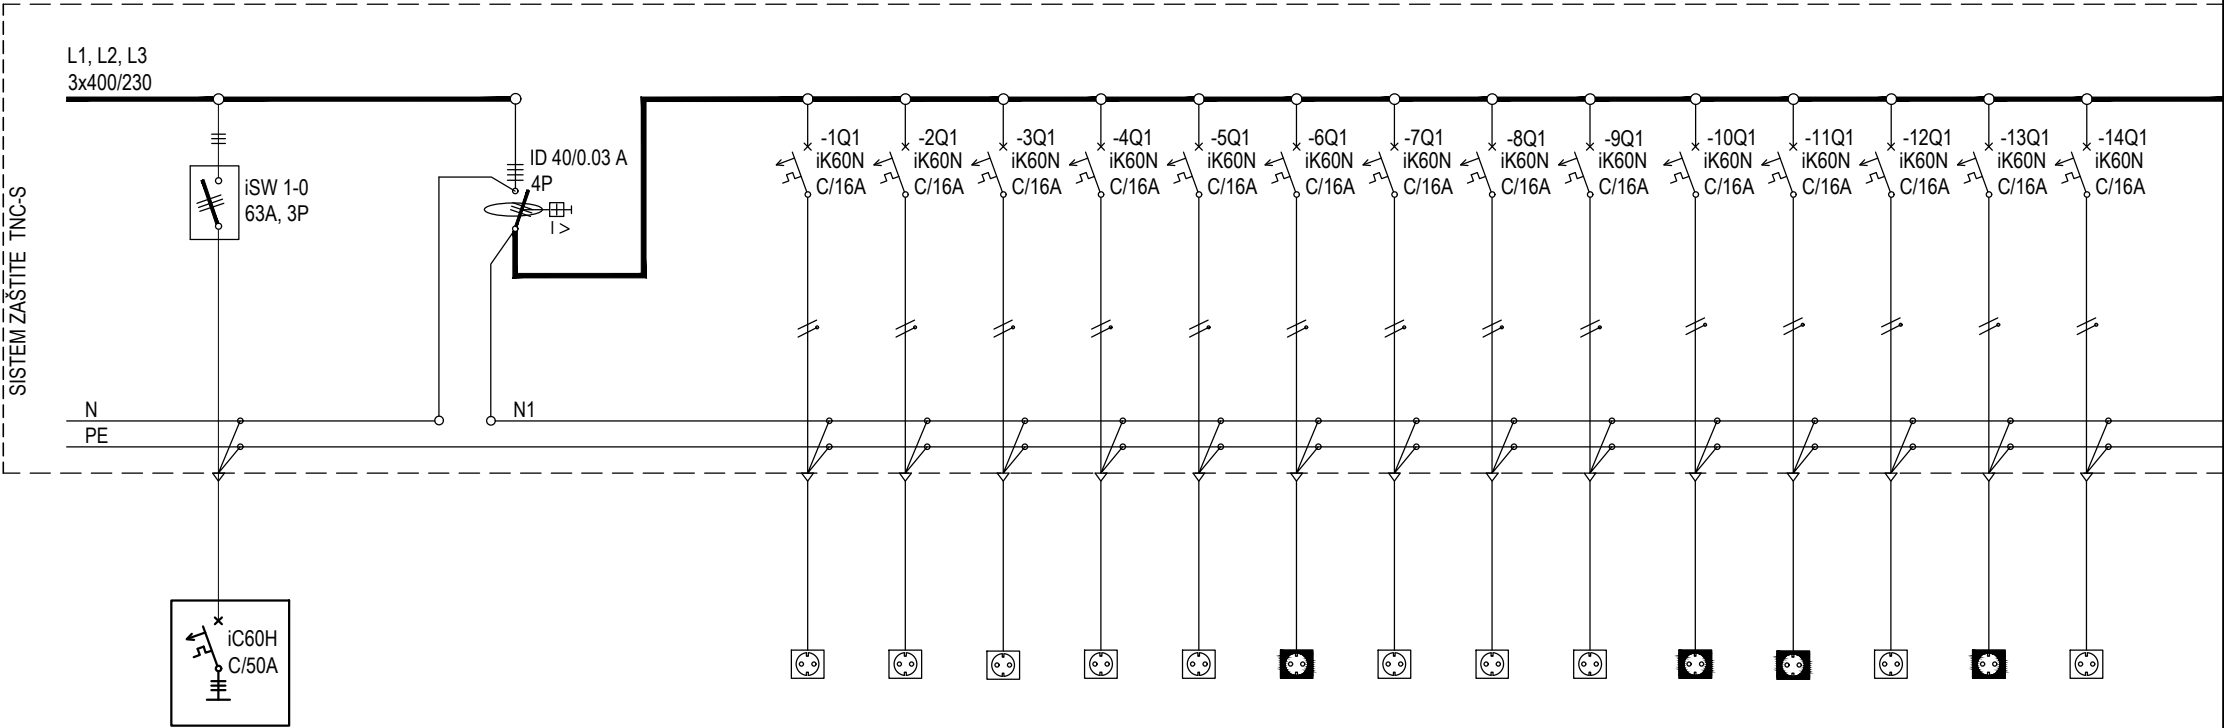 L1, L2, L3
3x400/230
SISTEM ZAŠTITE TNC-S
iSW 1-0
63A, 3P
ID 40/0.03 A
4P
I >
-1Q1
iK60N
C/16A
-2Q1
iK60N
C/16A
-3Q1
iK60N
C/16A
-4Q1
iK60N
C/16A
-5Q1
iK60N
C/16A
-6Q1
iK60N
C/16A
-7Q1
iK60N
C/16A
-8Q1
iK60N
C/16A
-9Q1
iK60N
C/16A
-10Q1
iK60N
C/16A
-11Q1
iK60N
C/16A
-12Q1
iK60N
C/16A
-13Q1
iK60N
C/16A
-14Q1
iK60N
C/16A
N
N1
PE
iC60H
C/50A